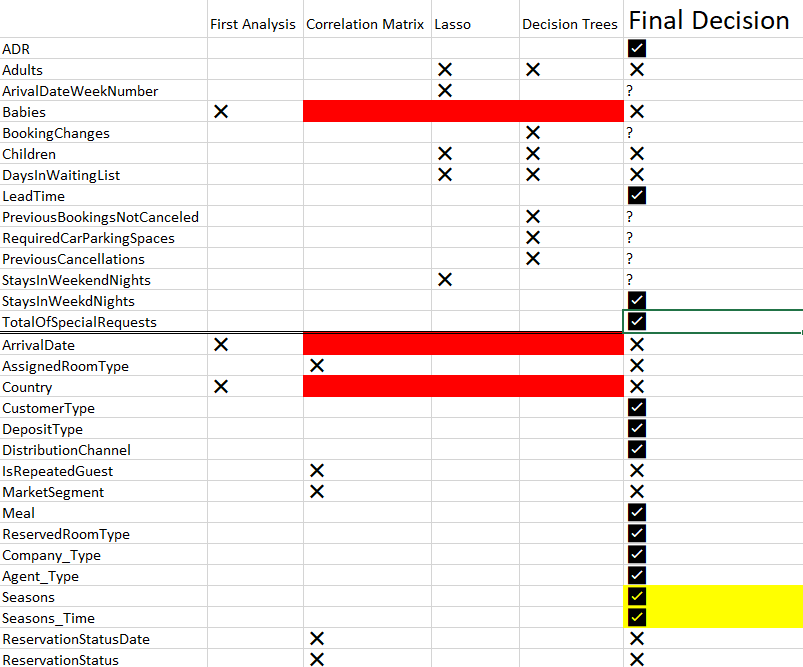 First Analysis Correlation Matrix Lasso Decision Trees Final Decision
ADR ☑
Adults ✕ ✕ ✕
ArivalDateWeekNumber ✕ ?
Babies ✕ ✕
BookingChanges ✕ ?
Children ✕ ✕ ✕
DaysInWaitingList ✕ ✕ ✕
LeadTime ☑
PreviousBookingsNotCanceled ✕ ?
RequiredCarParkingSpaces ✕ ?
PreviousCancellations ✕ ?
StaysInWeekendNights ✕ ?
StaysInWeekdNights ☑
TotalOfSpecialRequests ☑
ArrivalDate ✕ ✕
AssignedRoomType ✕ ✕
Country ✕ ✕
CustomerType ☑
DepositType ☑
DistributionChannel ☑
IsRepeatedGuest ✕ ✕
MarketSegment ✕ ✕
Meal ☑
ReservedRoomType ☑
Company_Type ☑
Agent_Type ☑
Seasons ☑
Seasons_Time ☑
ReservationStatusDate ✕ ✕
ReservationStatus ✕ ✕